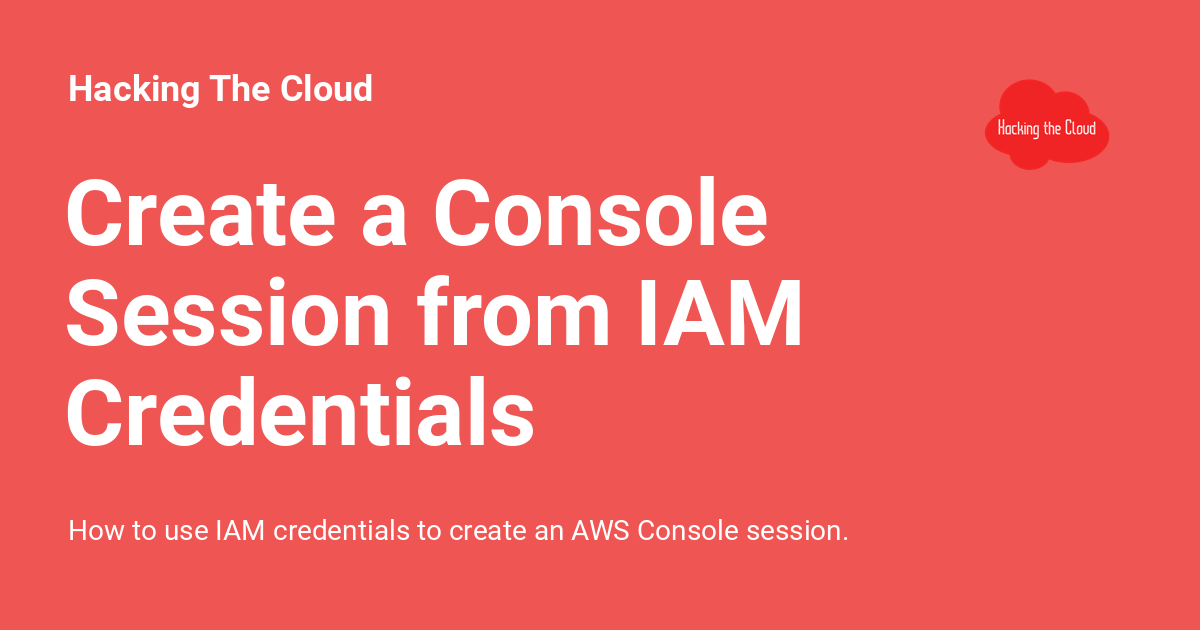 Hacking The Cloud
Hacking the Cloud
Create a Console
Session from IAM
Credentials
How to use IAM credentials to create an AWS Console session.